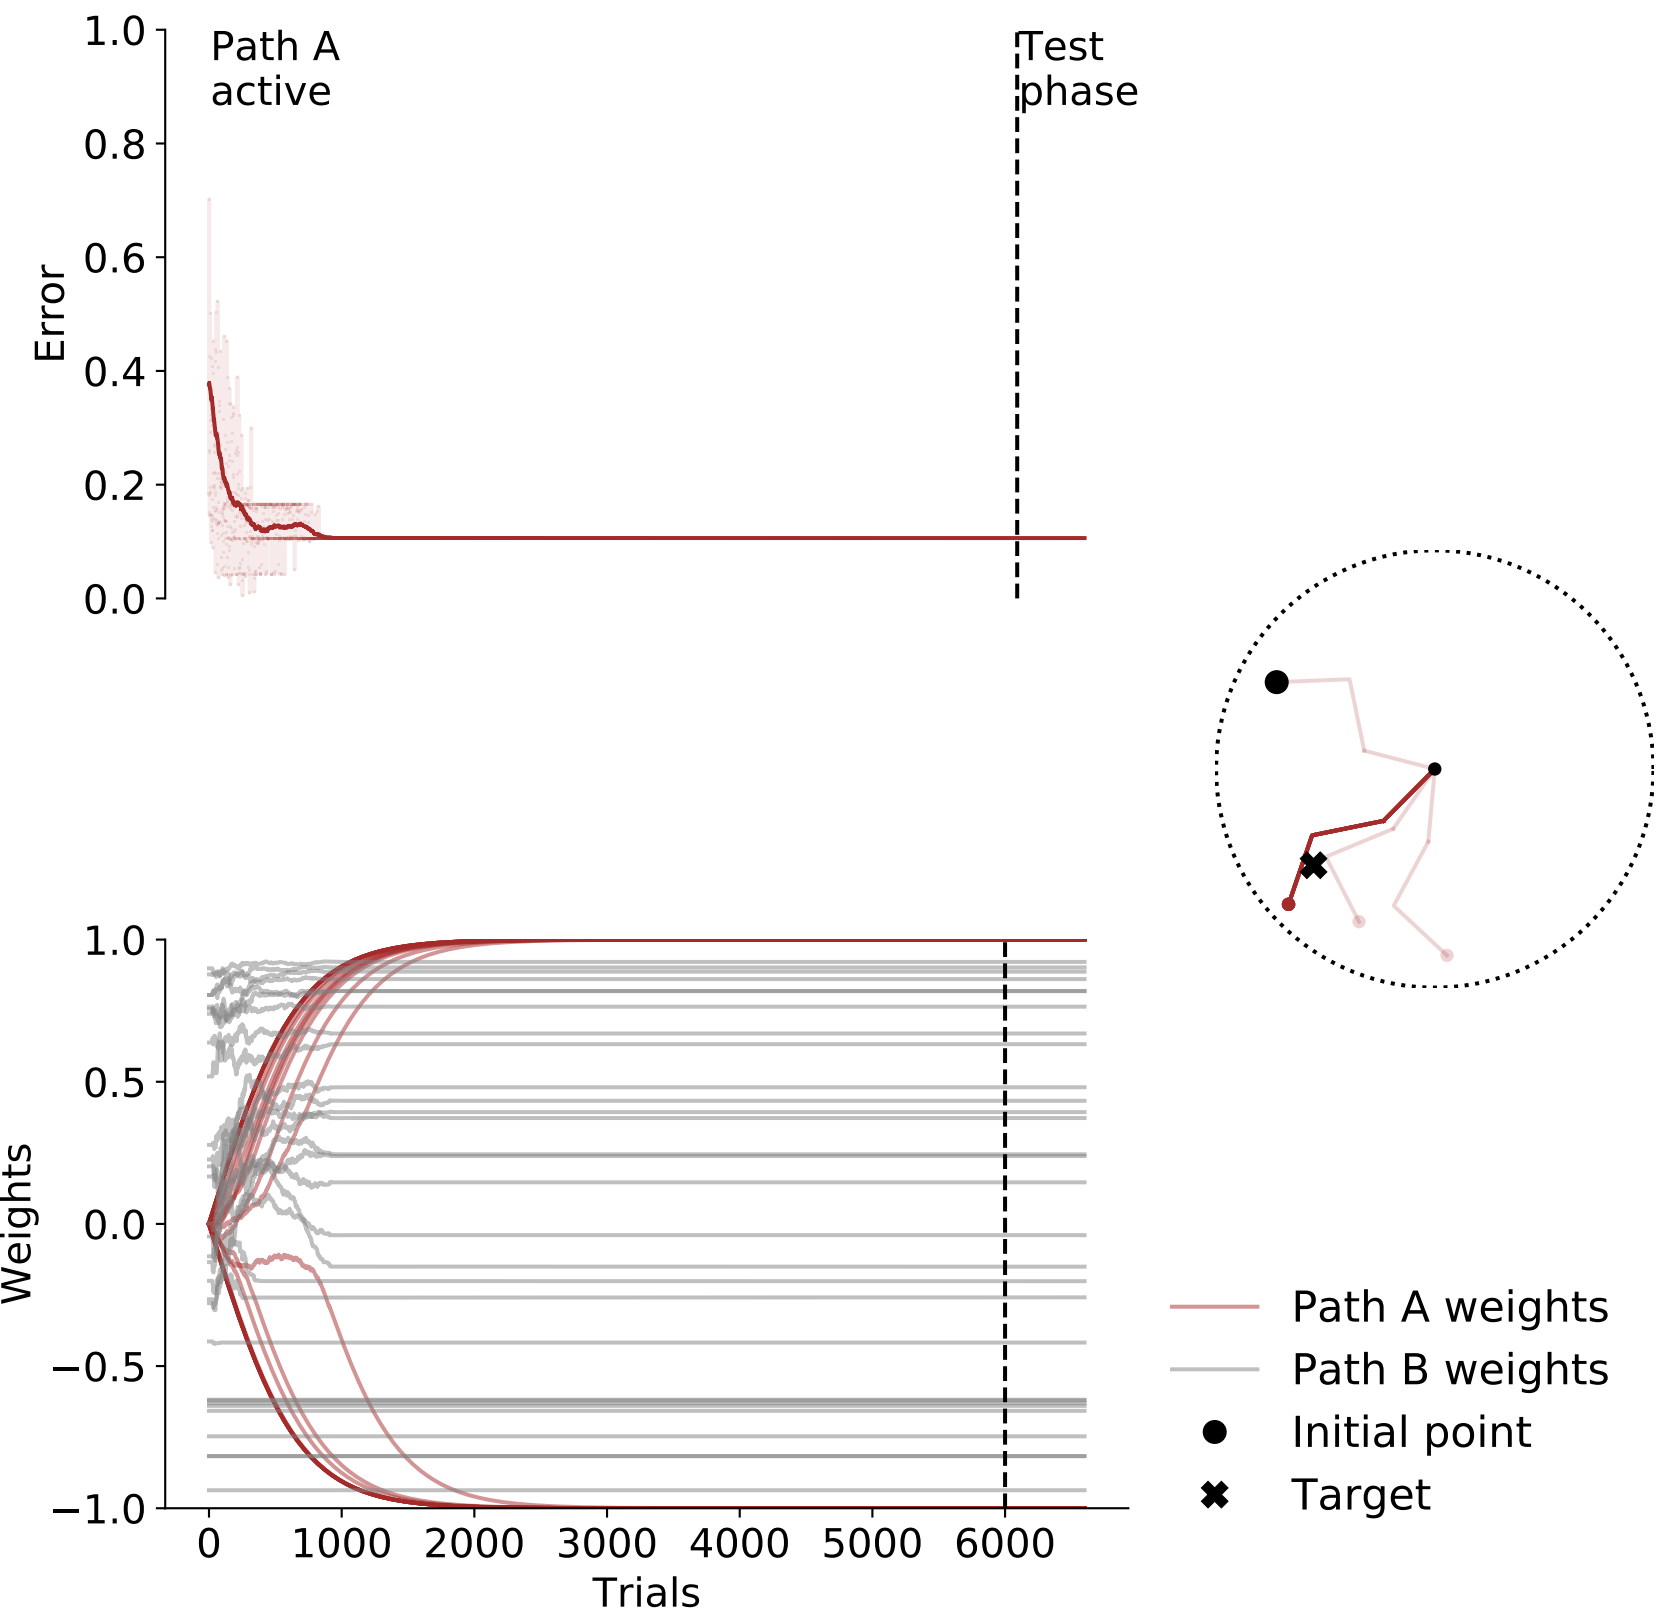 1.0
Path A
active
Test
phase
0.8
0.6
0.4
0.2
0.0
Error
1.0
0.5
0.0
−0.5
−1.0
Weights
0 1000 2000 3000 4000 5000 6000
Trials
Path A weights
Path B weights
Initial point
Target